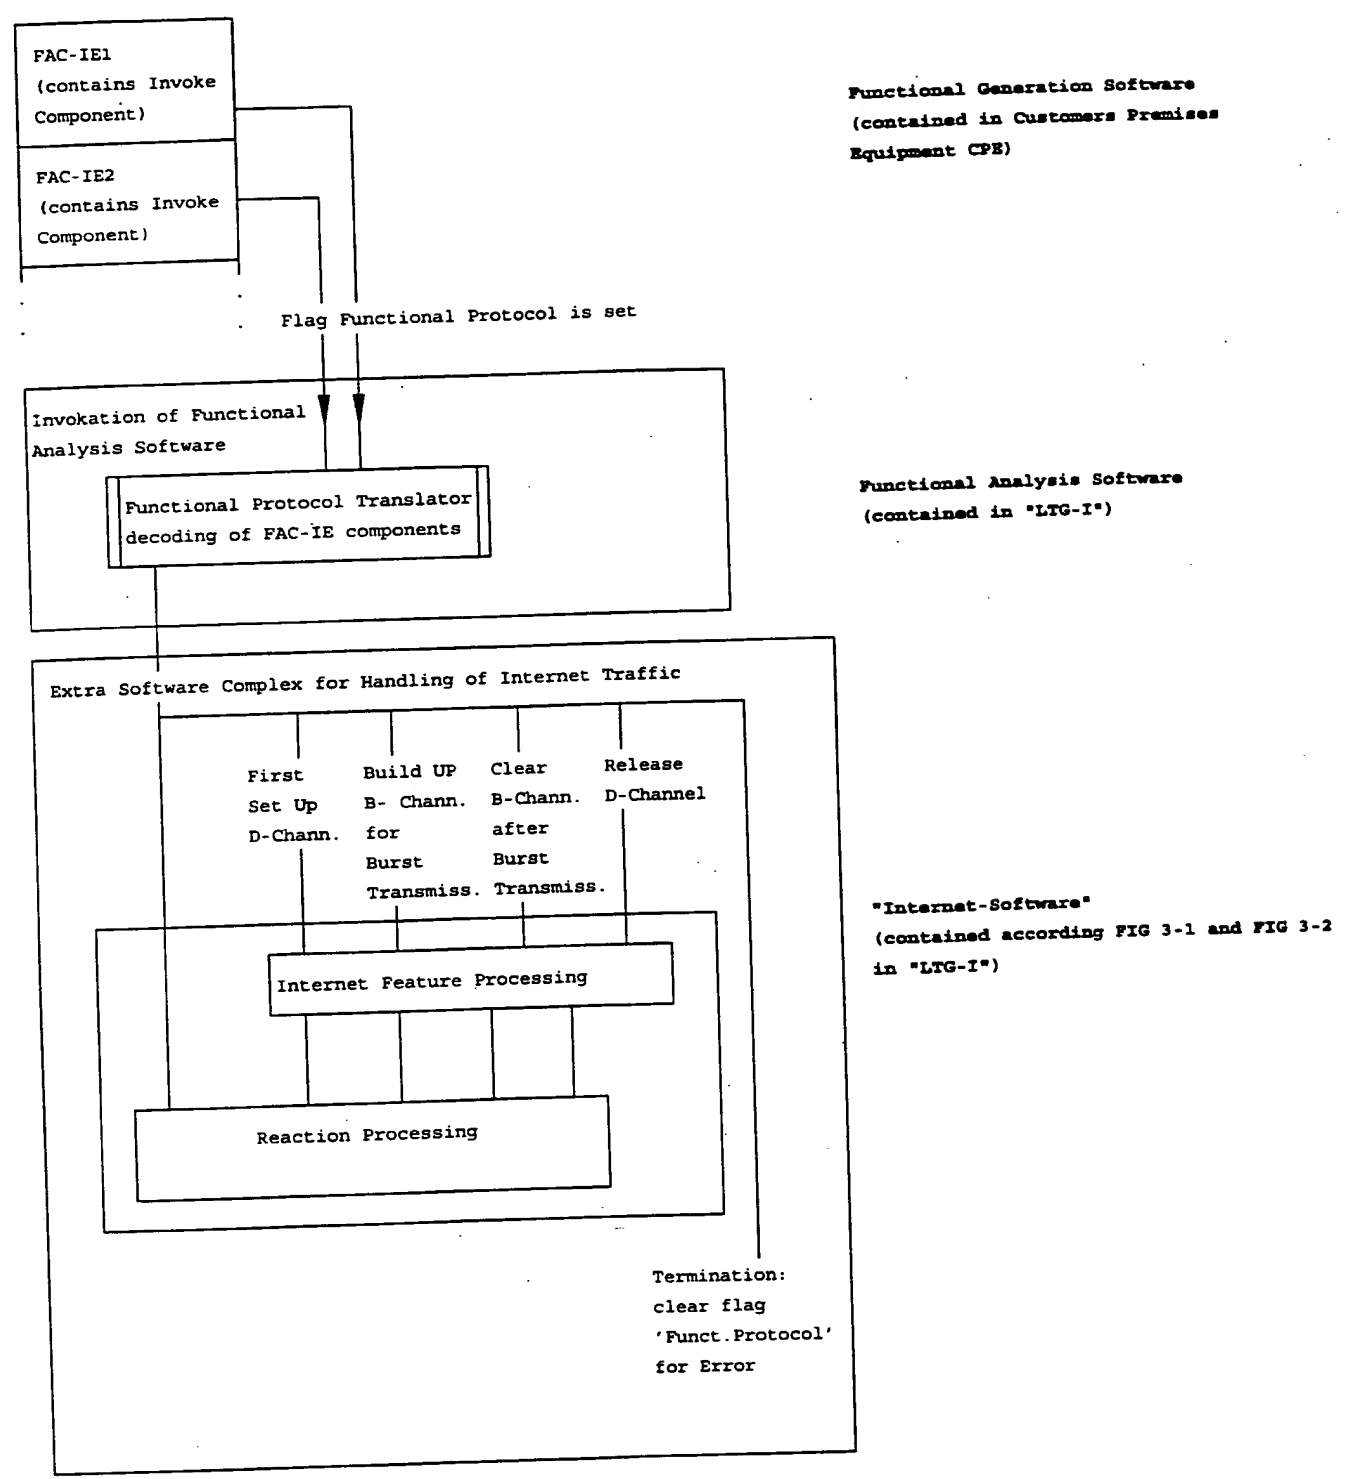 FAC-IE1
(contains Invoke
Component)
FAC-IE2
(contains Invoke
Component)
Functional Generation Software
(contained in Customers Premises
Equipment CPE)
Flag Functional Protocol is set
Invokation of Functional
Analysis Software
Functional Protocol Translator
decoding of FAC-IE components
Functional Analysis Software
(contained in "LTG-I")
Extra Software Complex for Handling of Internet Traffic
First
Set Up
D-Chann.
Build UP
B- Chann.
for
Burst
Transmiss.
Clear
B-Chann.
after
Burst
Transmiss.
Release
D-Channel
"Internet-Software"
(contained according FIG 3-1 and FIG 3-2
in "LTG-I")
Internet Feature Processing
Reaction Processing
Termination:
clear flag
'Funct.Protocol'
for Error